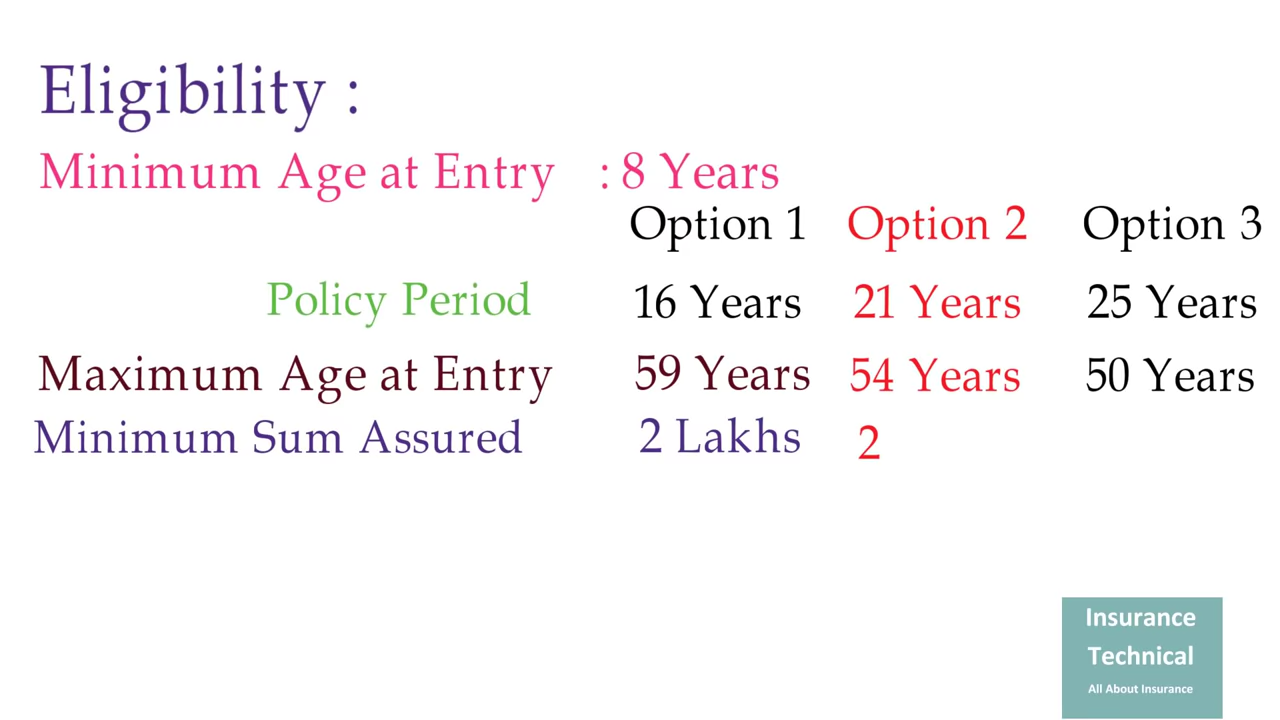 Eligibility :
Minimum Age at Entry : 8 Years
Option 1 Option 2 Option 3
Policy Period 16 Years 21 Years 25 Years
Maximum Age at Entry 59 Years 54 Years 50 Years
Minimum Sum Assured 2 Lakhs 2
Insurance
Technical
All About Insurance